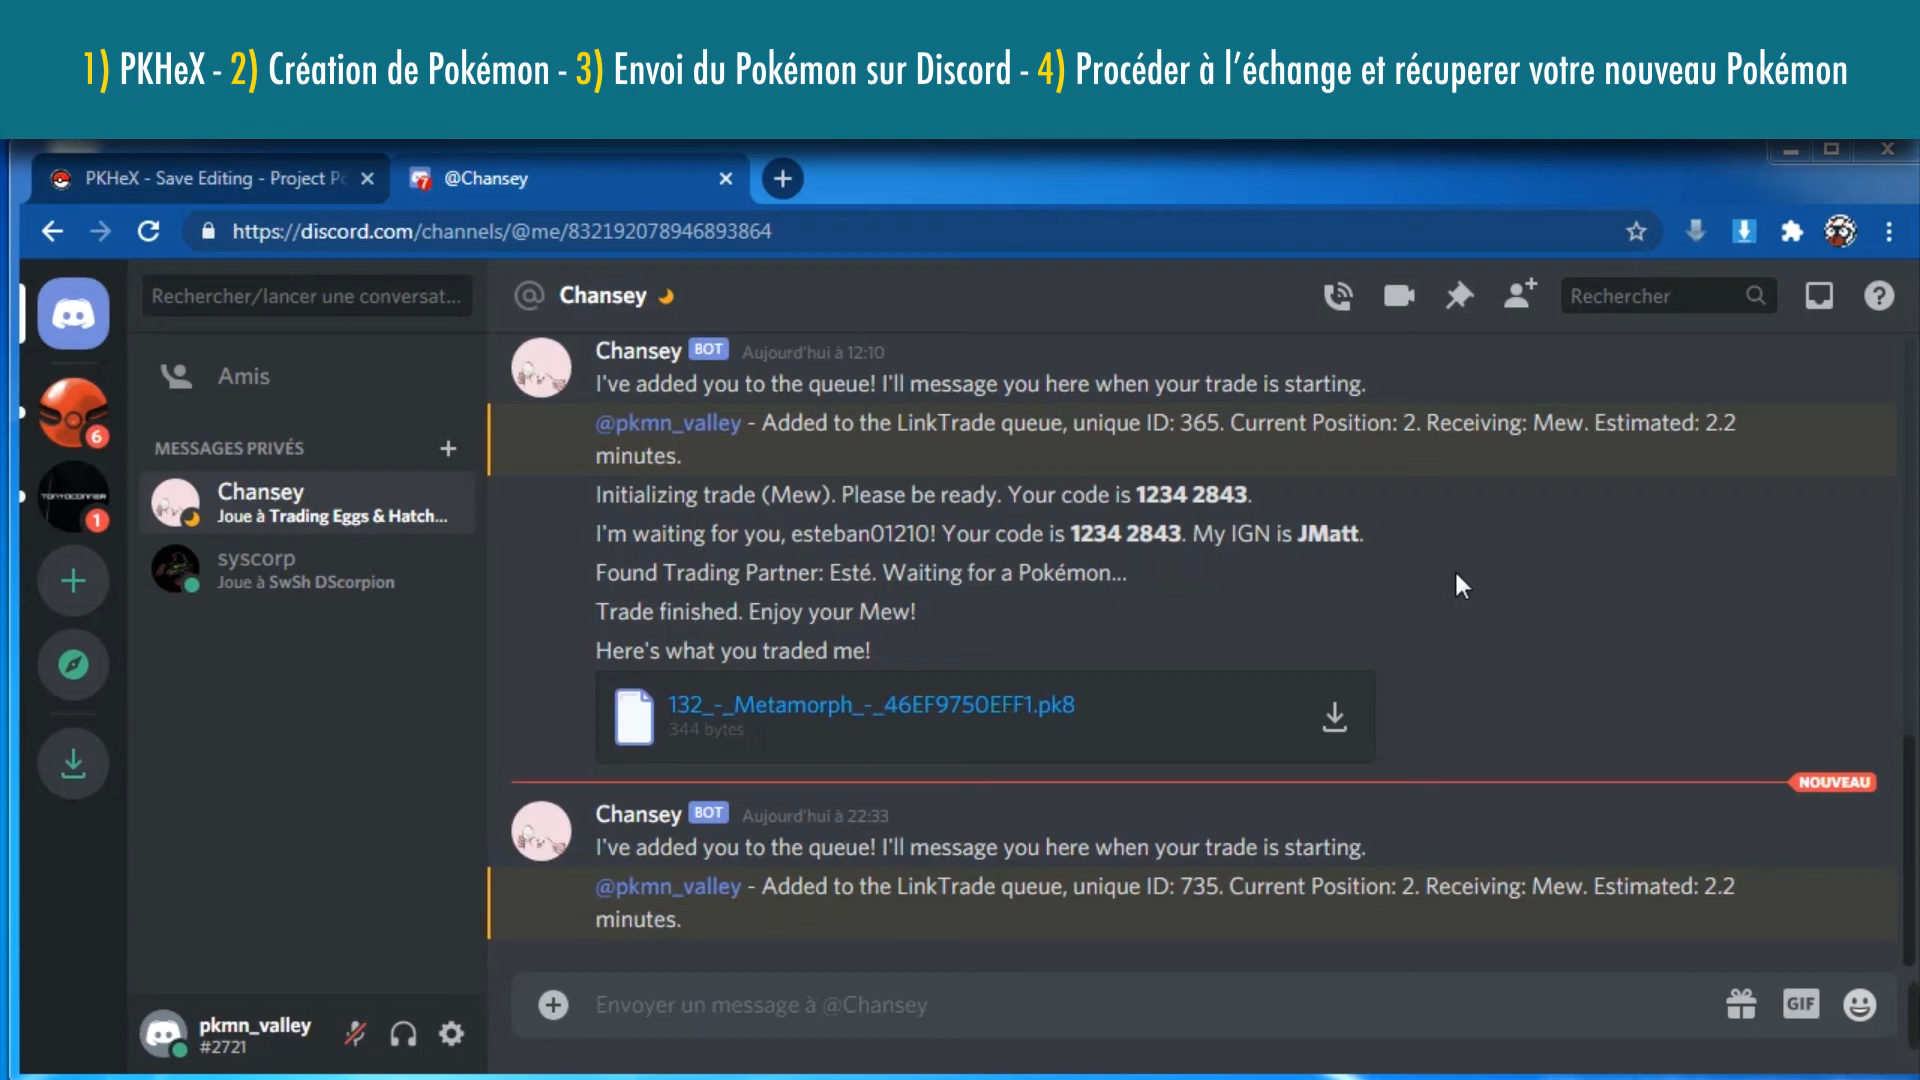 1) PKHeX - 2) Création de Pokémon - 3) Envoi du Pokémon sur Discord - 4) Procéder à l'échange et récuperer votre nouveau Pokémon
PKHeX - Save Editing - Project Po
@Chansey
https://discord.com/channels/@me/832192078946893864
Rechercher/lancer une conversat...
Chansey
Rechercher
Amis
MESSAGES PRIVÉS
Chansey
Joue à Trading Eggs & Hatch...
syscorp
Joue à SwSh DScorpion
6
TONYOCONNER
1
Chansey BOT Aujourd'hui à 12:10
I've added you to the queue! I'll message you here when your trade is starting.
@pkmn_valley - Added to the LinkTrade queue, unique ID: 365. Current Position: 2. Receiving: Mew. Estimated: 2.2
minutes.
Initializing trade (Mew). Please be ready. Your code is 1234 2843.
I'm waiting for you, esteban01210! Your code is 1234 2843. My IGN is JMatt.
Found Trading Partner: Esté. Waiting for a Pokémon...
Trade finished. Enjoy your Mew!
Here's what you traded me!
132_-_Metamorph_-_46EF9750EFF1.pk8
344 bytes
NOUVEAU
Chansey BOT Aujourd'hui à 22:33
I've added you to the queue! I'll message you here when your trade is starting.
@pkmn_valley - Added to the LinkTrade queue, unique ID: 735. Current Position: 2. Receiving: Mew. Estimated: 2.2
minutes.
Envoyer un message à @Chansey
GIF
pkmn_valley
#2721